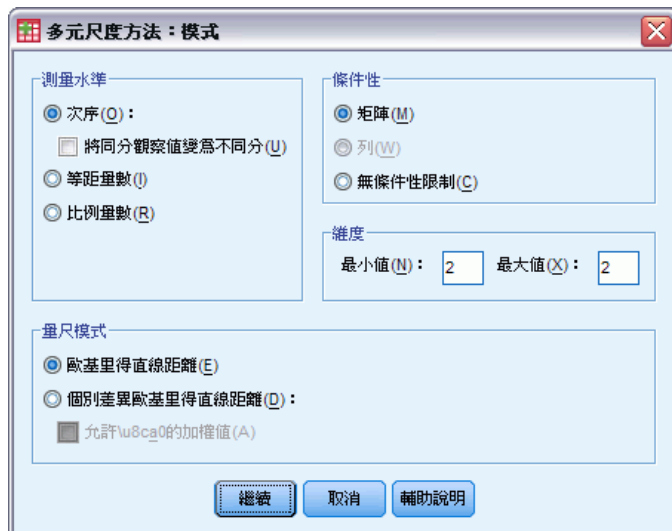 多元尺度方法：模式
測量水準
次序(O)：
將同分觀察值變為不同分(U)
等距量數(I)
比例量數(R)
條件性
矩陣(M)
列(W)
無條件性限制(C)
維度
最小值(N)： 2 最大值(X)： 2
量尺模式
歐基里得直線距離(E)
個別差異歐基里得直線距離(D)：
允許\u8ca0的加權值(A)
繼續 取消 輔助說明